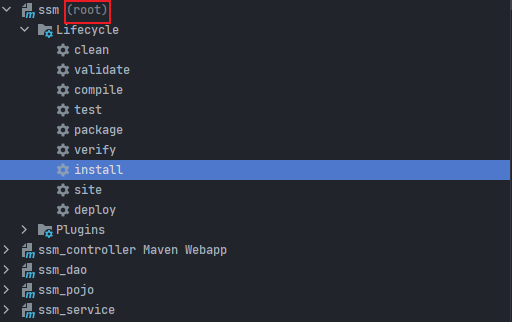 ssm (root)
Lifecycle
clean
validate
compile
test
package
verify
install
site
deploy
Plugins
ssm_controller Maven Webapp
ssm_dao
ssm_pojo
ssm_service